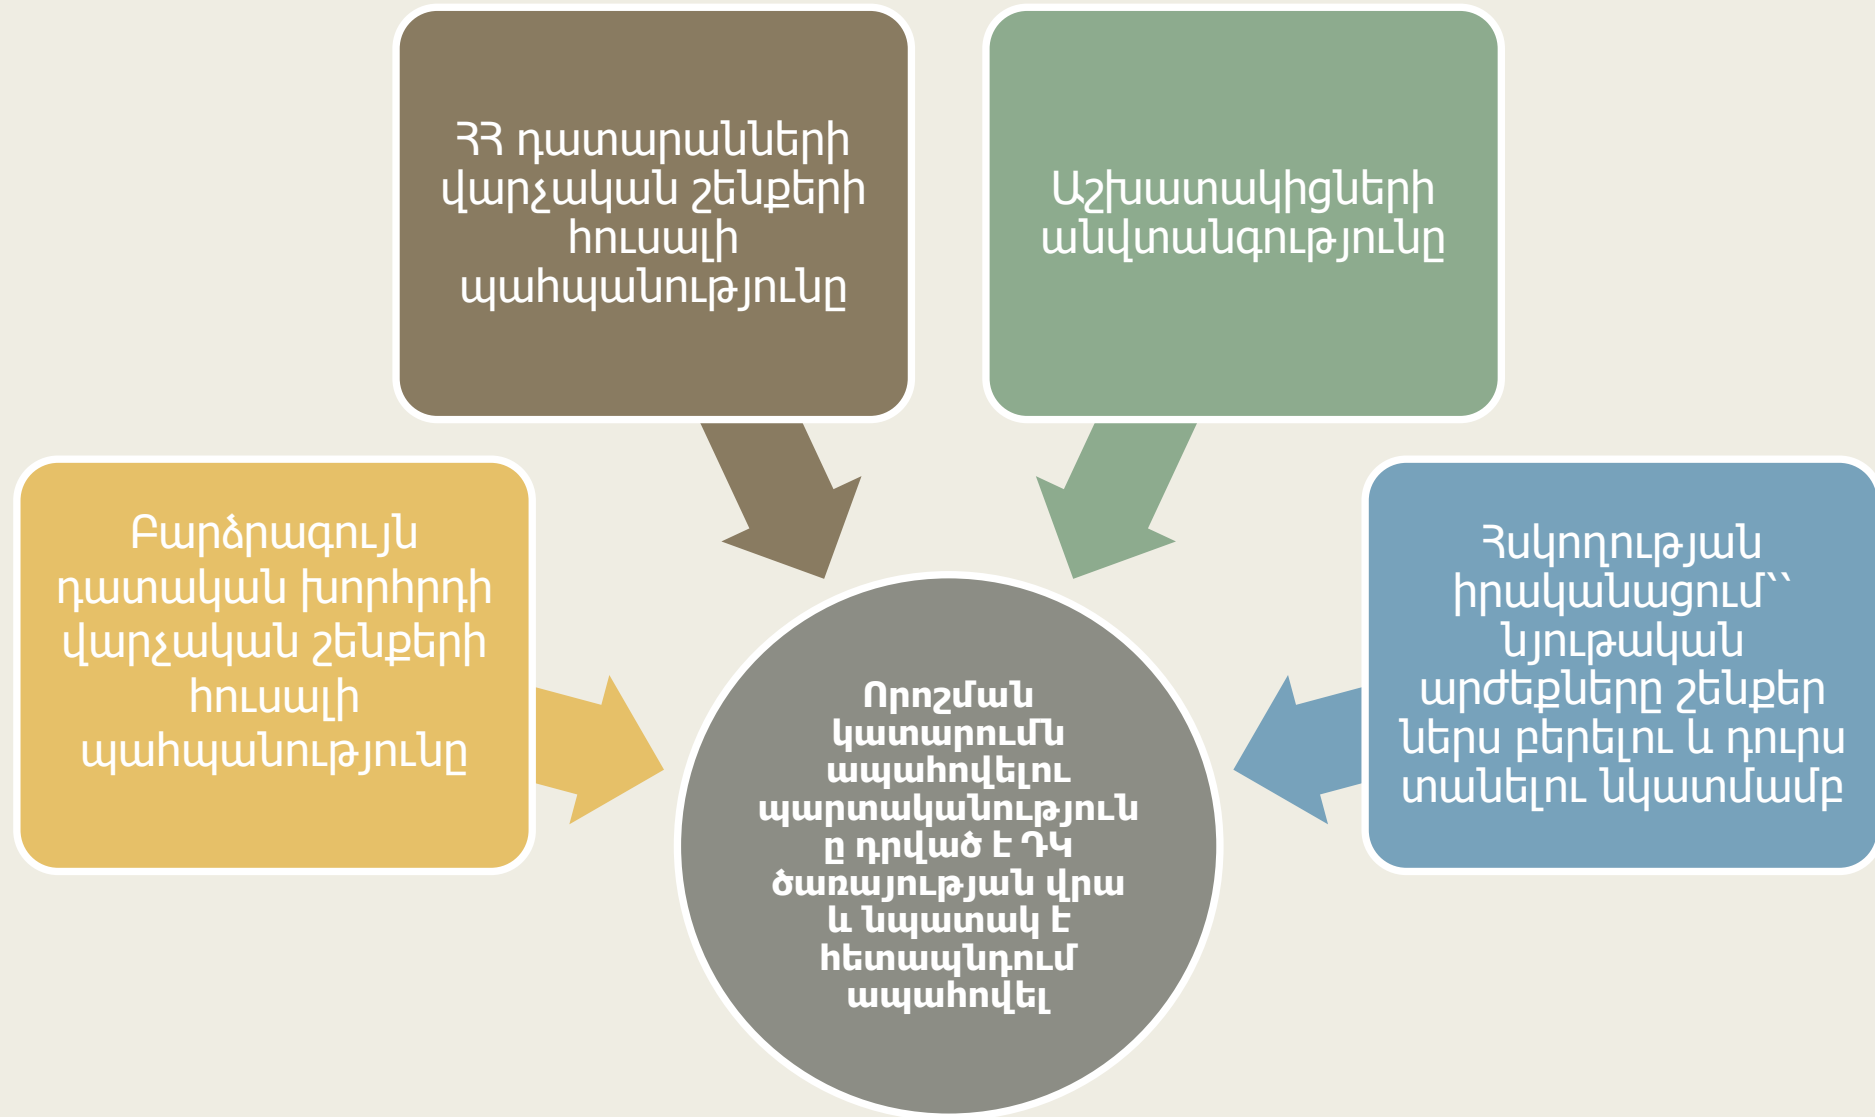 ՀՀ դատարանների
վարչական շենքերի
հուսալի
պահպանությունը
Աշխատակիցների
անվտանգությունը
Բարձրագույն
դատական խորհրդի
վարչական շենքերի
հուսալի
պահպանությունը
Հսկողության
իրականացում՝՝
նյութական
արժեքները շենքեր
ներս բերելու և դուրս
տանելու նկատմամբ
Որոշման
կատարումն
ապահովելու
պարտականություն
ը դրված է ԴԿ
ծառայության վրա
և նպատակ է
հետապնդում
ապահովել